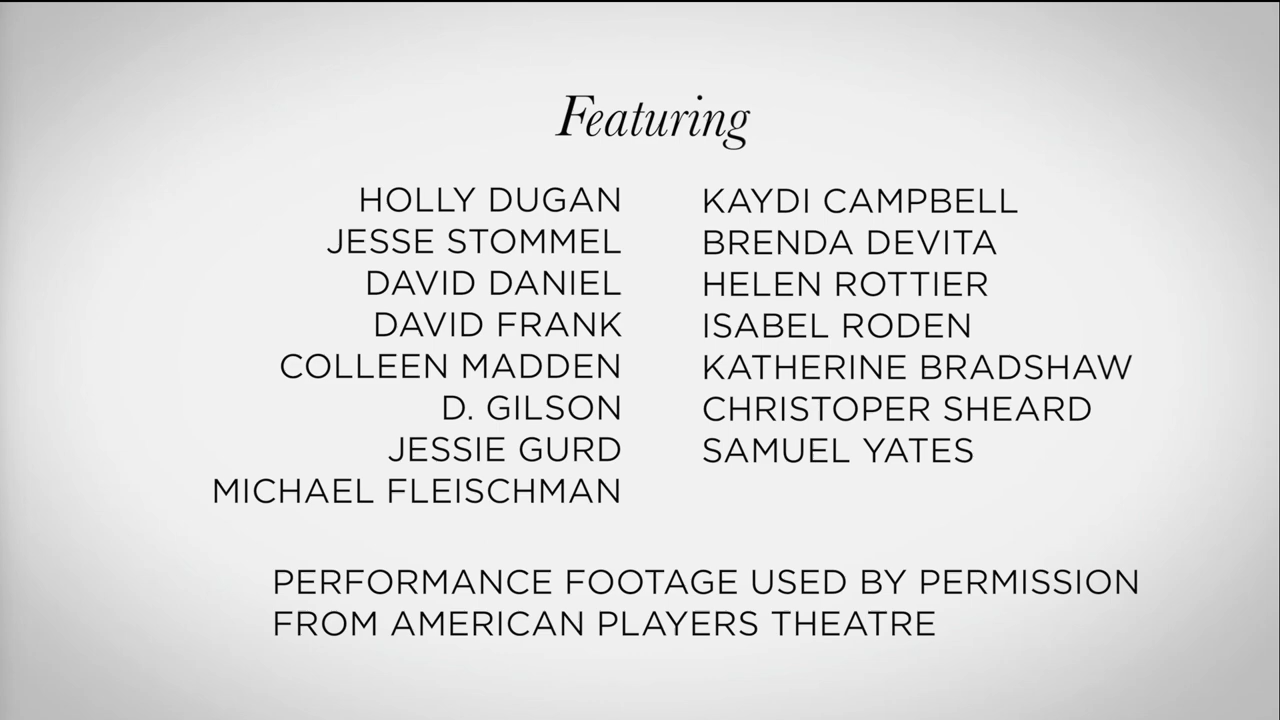 Featuring
HOLLY DUGAN
JESSE STOMMEL
DAVID DANIEL
DAVID FRANK
COLLEEN MADDEN
D. GILSON
JESSIE GURD
MICHAEL FLEISCHMAN
KAYDI CAMPBELL
BRENDA DEVITA
HELEN ROTTIER
ISABEL RODEN
KATHERINE BRADSHAW
CHRISTOPER SHEARD
SAMUEL YATES
PERFORMANCE FOOTAGE USED BY PERMISSION
FROM AMERICAN PLAYERS THEATRE